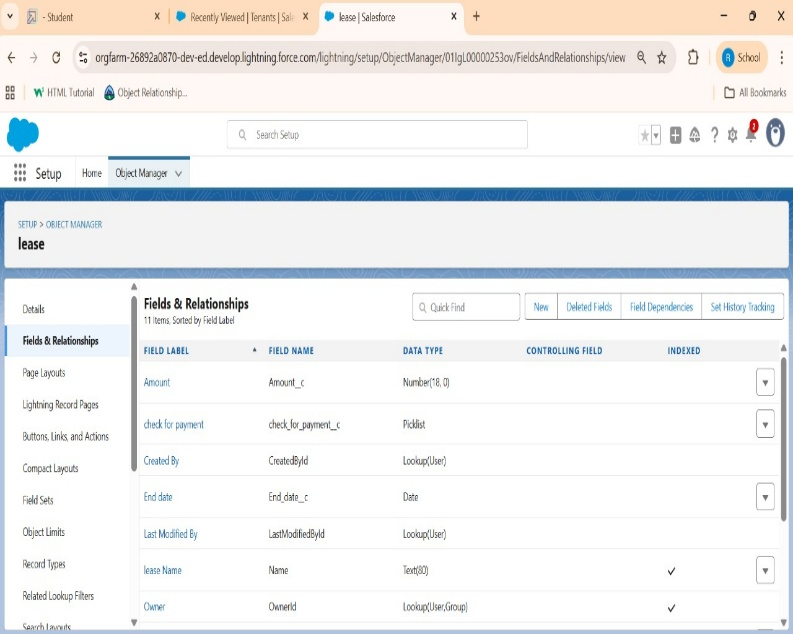 - Student
Recently Viewed | Tenants | Sale
lease | Salesforce
orgfarm-26892a0870-dev-ed.develop.lightning.force.com/lightning/setup/ObjectManager/01IgL00000253ov/FieldsAndRelationships/view
R School
HTML Tutorial
Object Relationship...
All Bookmarks
Search Setup
2
Setup
Home
Object Manager
SETUP > OBJECT MANAGER
lease
Details
Fields & Relationships
Page Layouts
Lightning Record Pages
Buttons, Links, and Actions
Compact Layouts
Field Sets
Object Limits
Record Types
Related Lookup Filters
Search Layouts
Fields & Relationships
11 Items, Sorted by Field Label
Quick Find
New
Deleted Fields
Field Dependencies
Set History Tracking
FIELD LABEL FIELD NAME DATA TYPE CONTROLLING FIELD INDEXED
Amount Amount__c Number(18, 0)
check for payment check_for_payment__c Picklist
Created By CreatedById Lookup(User)
End date End_date__c Date
Last Modified By LastModifiedById Lookup(User)
lease Name Name Text(80)
Owner OwnerId Lookup(User,Group)